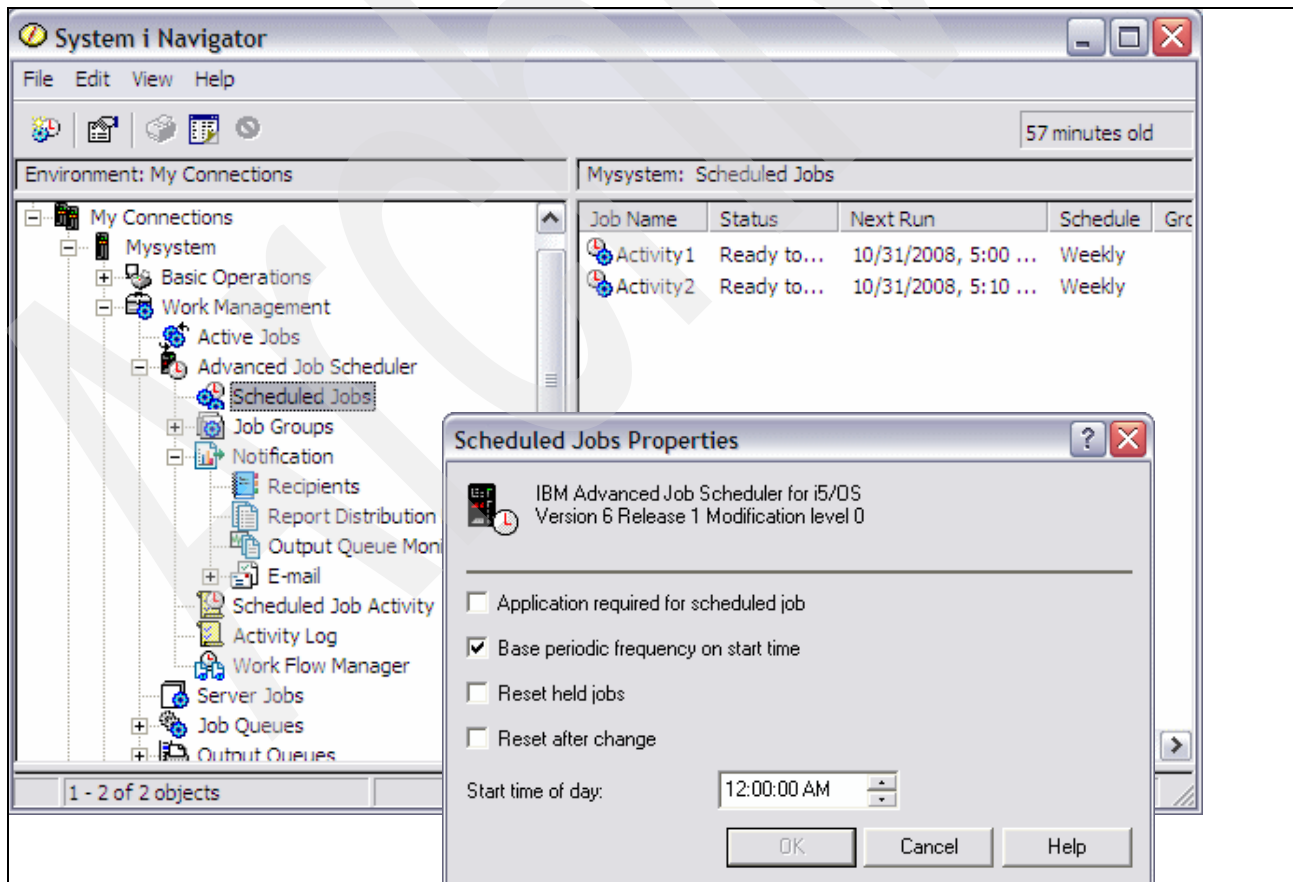 System i Navigator
File Edit View Help
57 minutes old
Environment: My Connections
Mysystem: Scheduled Jobs
My Connections
Mysystem
Basic Operations
Work Management
Active Jobs
Advanced Job Scheduler
Scheduled Jobs
Job Groups
Notification
Recipients
Report Distribution
Output Queue Moni
E-mail
Scheduled Job Activity
Activity Log
Work Flow Manager
Server Jobs
Job Queues
Output Queues
Job Name Status Next Run Schedule Gro
Activity1 Ready to... 10/31/2008, 5:00 ... Weekly
Activity2 Ready to... 10/31/2008, 5:10 ... Weekly
1 - 2 of 2 objects
Scheduled Jobs Properties
IBM Advanced Job Scheduler for i5/OS
Version 6 Release 1 Modification level 0
Application required for scheduled job
Base periodic frequency on start time
Reset held jobs
Reset after change
Start time of day: 12:00:00 AM
OK Cancel Help